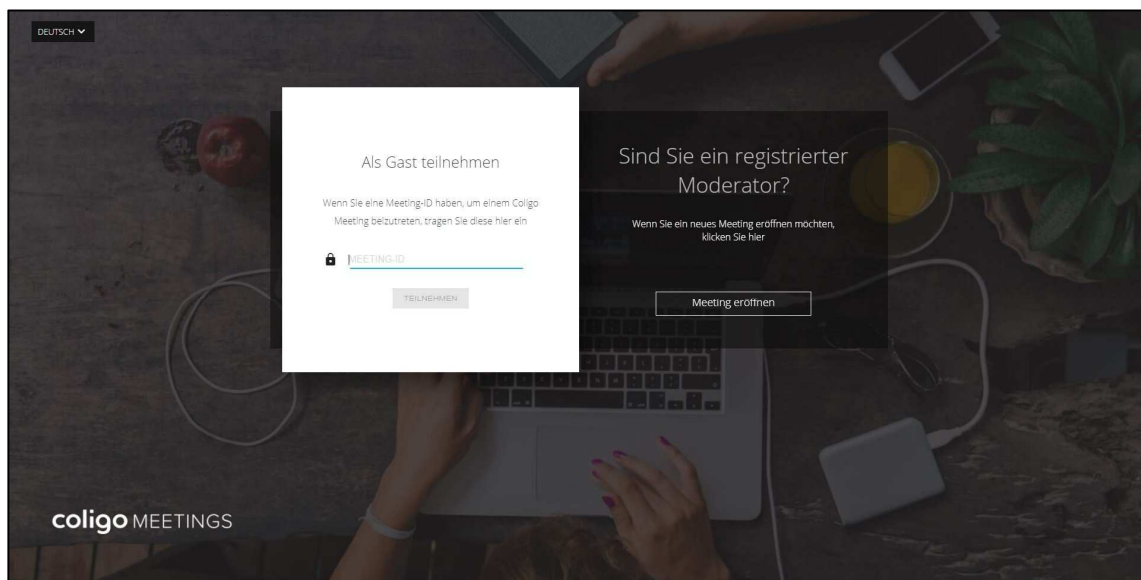 DEUTSCH
Als Gast teilnehmen
Wenn Sie eine Meeting-ID haben, um einem Coligo
Meeting beizutreten, tragen Sie diese hier ein
MEETING-ID
TEILNEHMEN
Sind Sie ein registrierter
Moderator?
Wenn Sie ein neues Meeting eröffnen möchten,
klicken Sie hier
Meeting eröffnen
coligo MEETINGS